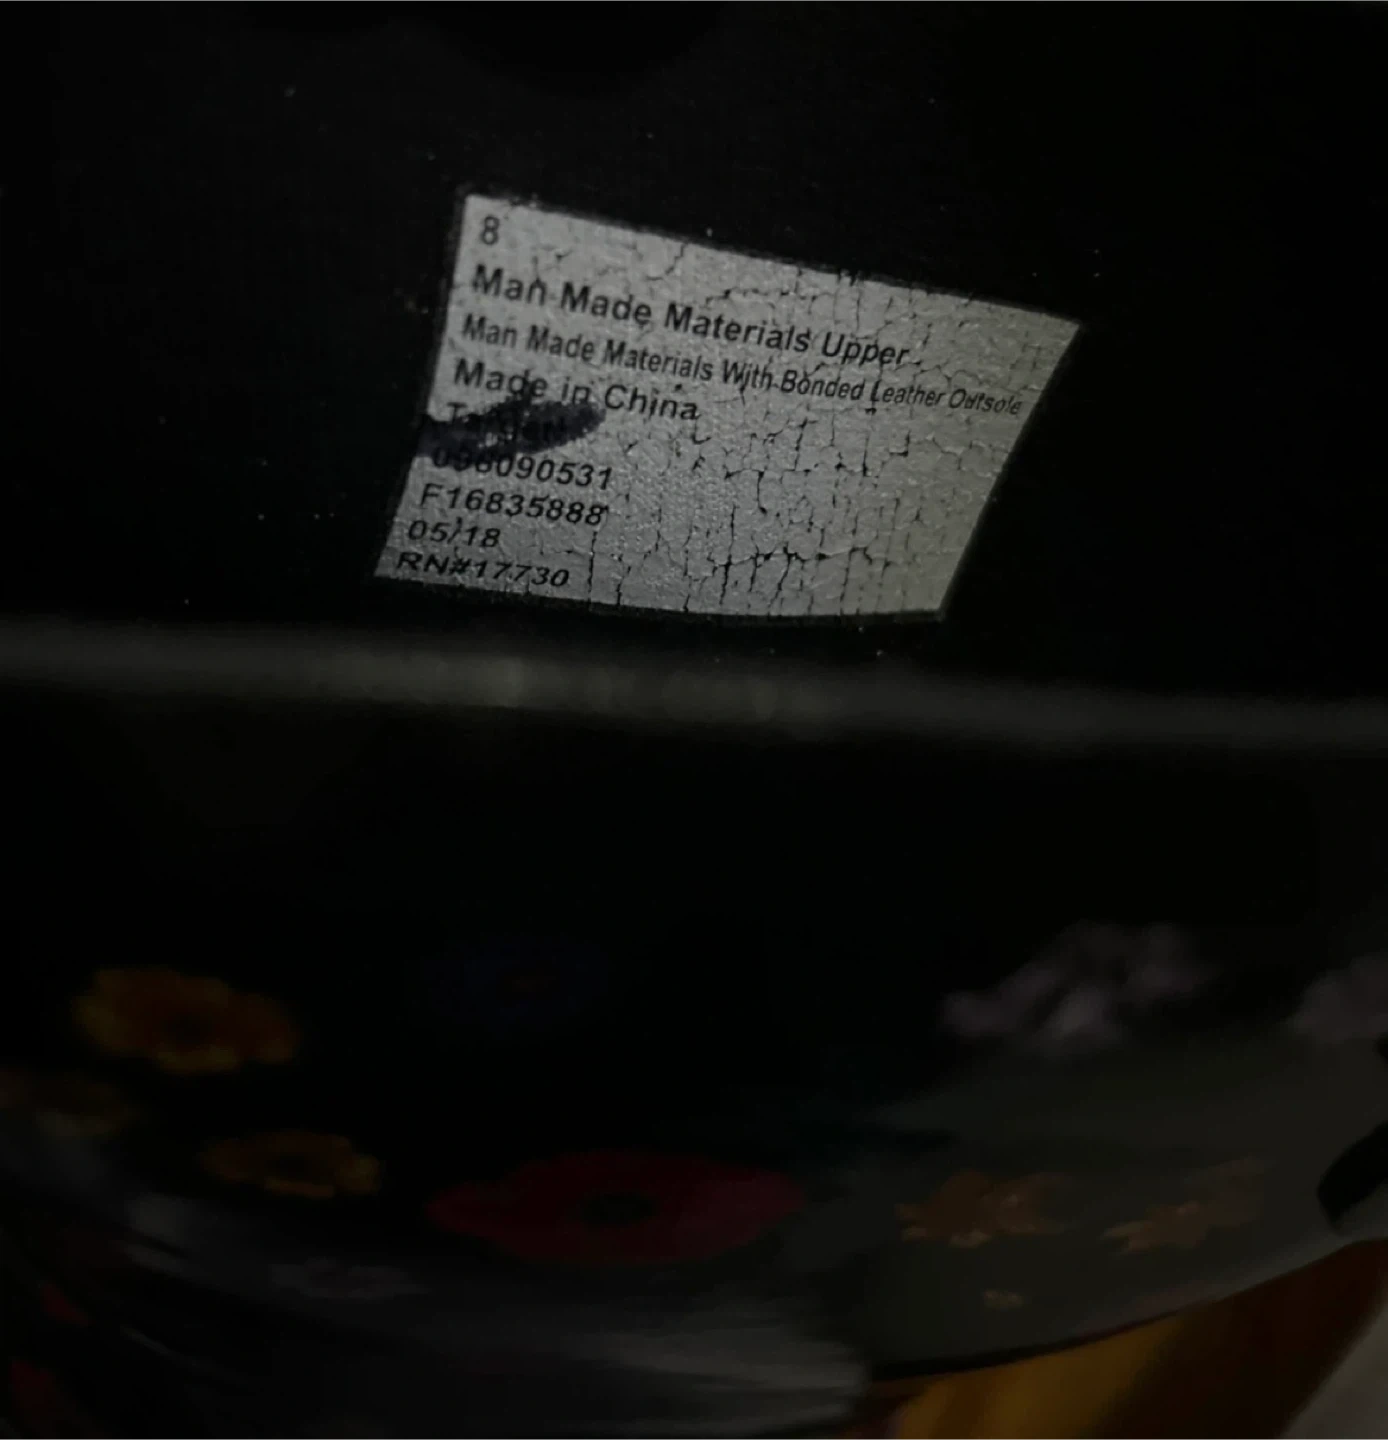 8
Man Made Materials Upper
Man Made Materials With Bonded Leather Outsole
Made in China
F16835888
05/18
RN#17730